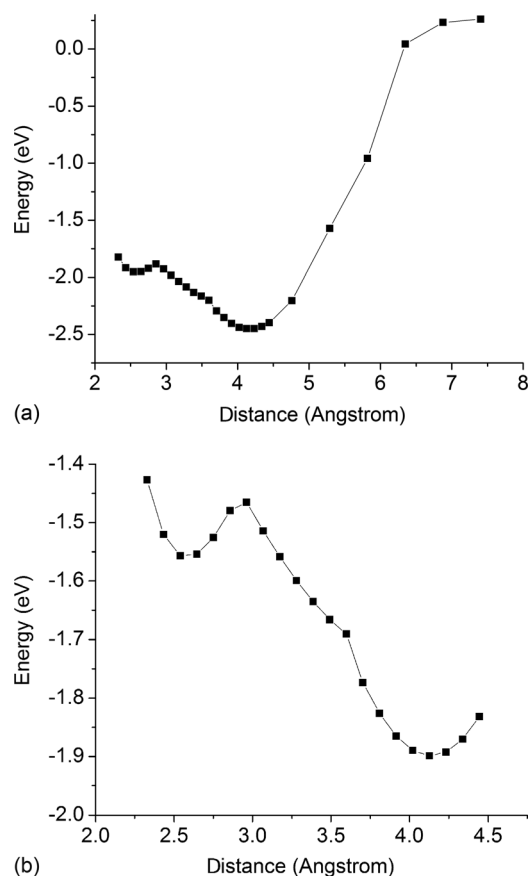 0.0
-0.5
-1.0
-1.5
-2.0
-2.5
Energy (eV)
2 3 4 5 6 7 8
Distance (Angstrom)
(a)
-1.4
-1.5
-1.6
-1.7
-1.8
-1.9
-2.0
Energy (eV)
2.0 2.5 3.0 3.5 4.0 4.5
Distance (Angstrom)
(b)